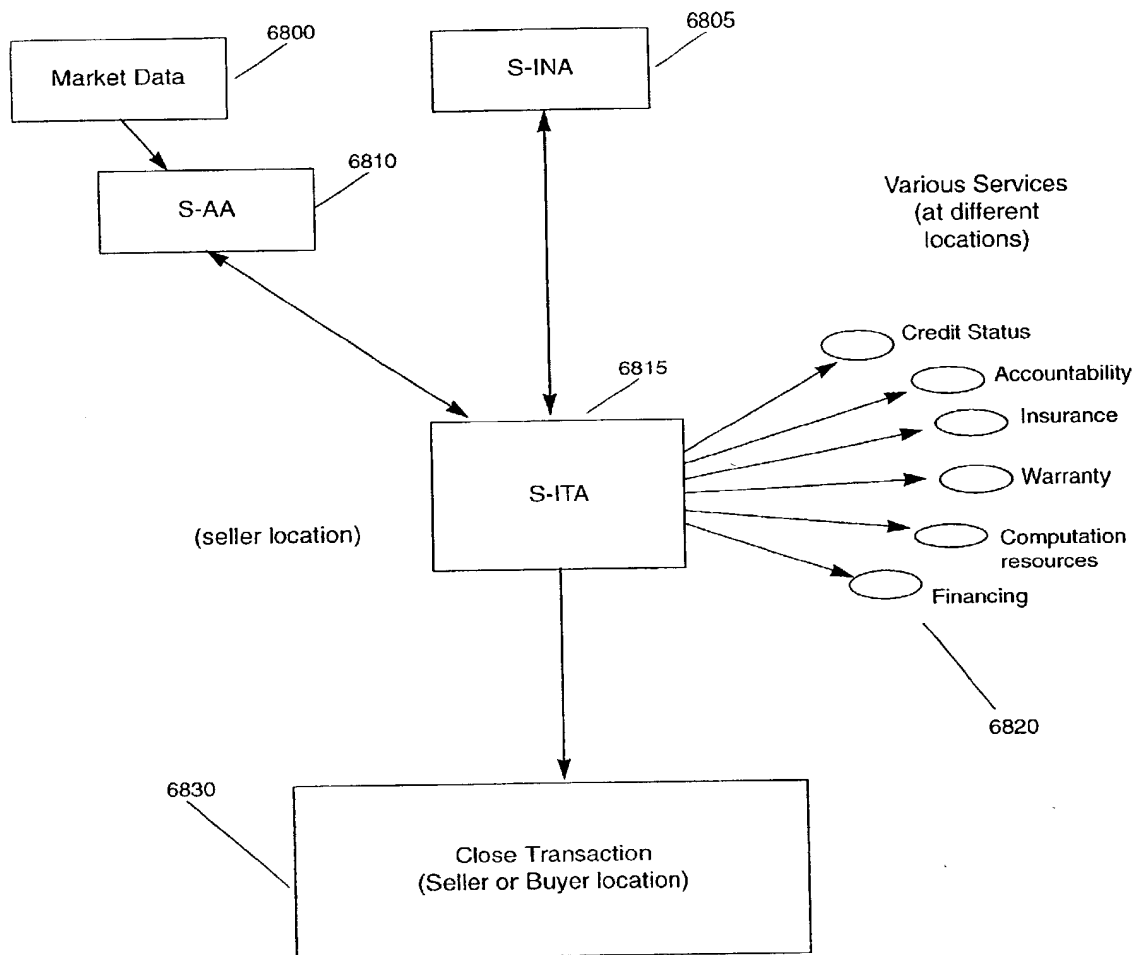 6800
6805
Market Data
S-INA
6810
S-AA
Various Services
(at different
locations)
Credit Status
6815
Accountability
Insurance
S-ITA
Warranty
(seller location)
Computation
resources
Financing
6820
6830
Close Transaction
(Seller or Buyer location)